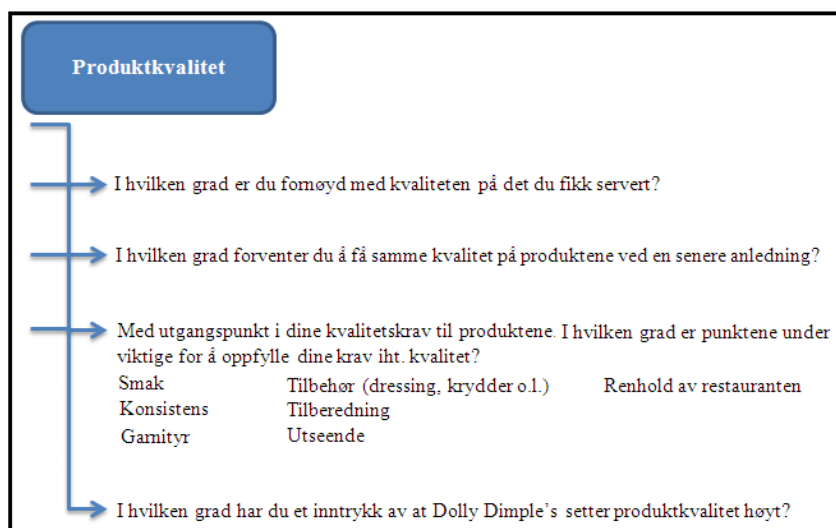 Produktkvalitet
I hvilken grad er du fornøyd med kvaliteten på det du fikk servert?
I hvilken grad forventer du å få samme kvalitet på produktene ved en senere anledning?
Med utgangspunkt i dine kvalitetskrav til produktene. I hvilken grad er punktene under
viktige for å oppfylle dine krav iht. kvalitet?
Smak Tilbehør (dressing, krydder o.l.) Renhold av restauranten
Konsistens Tilberedning
Garnityr Utseende
I hvilken grad har du et inntrykk av at Dolly Dimple's setter produktkvalitet høyt?